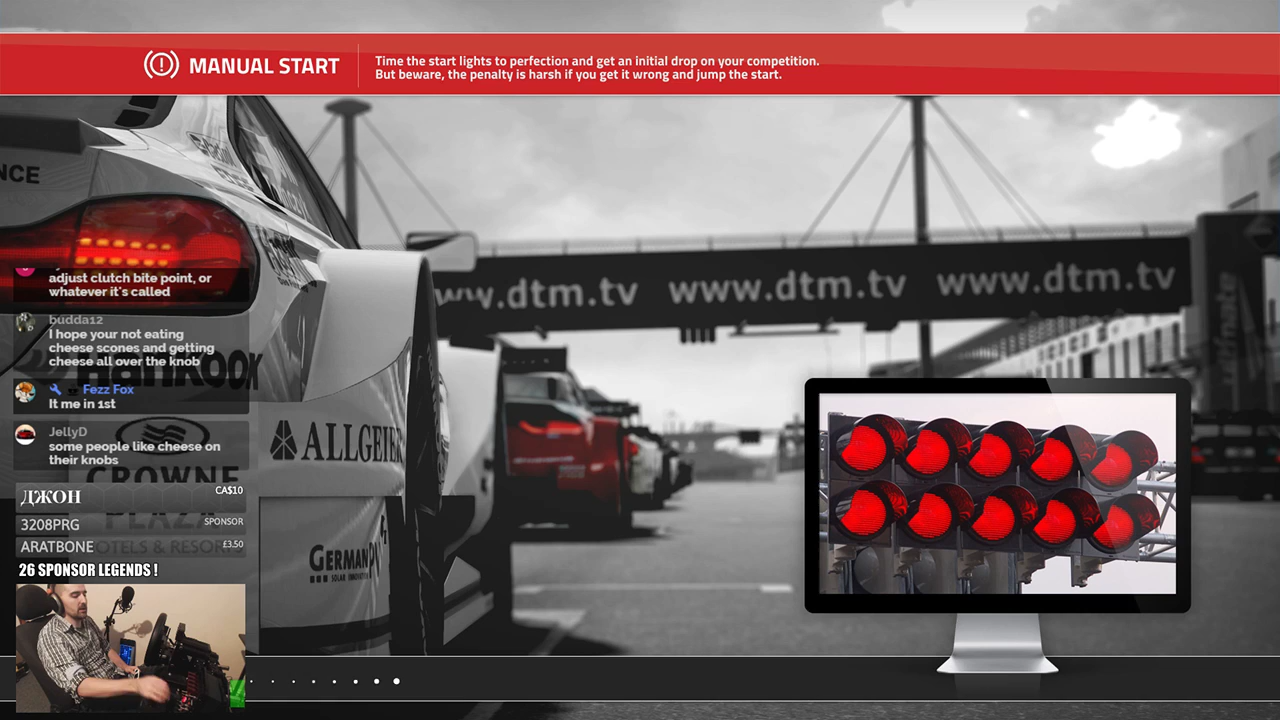 MANUAL START
Time the start lights to perfection and get an initial drop on your competition.
But beware, the penalty is harsh if you get it wrong and jump the start.
NCE
www.dtm.tv www.dtm.tv www.dtm.tv
adjust clutch bite point, or
whatever it's called
budda12
I hope your not eating
cheese scones and getting
cheese all over the knob
HANKOOK
Fezz Fox
It me in 1st
JellyD
some people like cheese on
their knobs
ALLGEIER
CROWNE
PLAZA
HOTELS & RESORTS
ДЖОН CA$10
3208PRG SPONSOR
ARATBONE £3.50
26 SPONSOR LEGENDS !
GERMAN
SOLAR